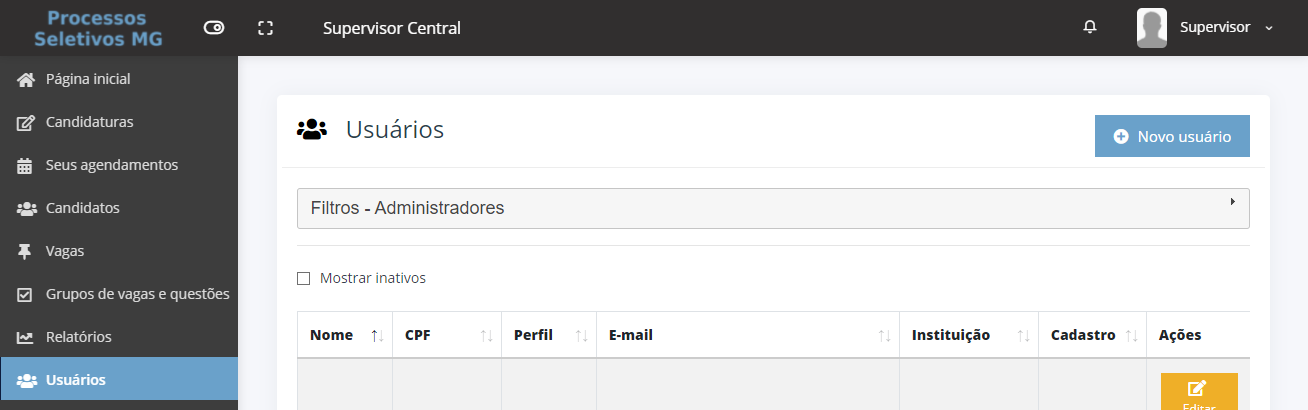 Processos
Seletivos MG
Supervisor Central
Supervisor
Página inicial
Candidaturas
Seus agendamentos
Candidatos
Vagas
Grupos de vagas e questões
Relatórios
Usuários
Usuários
Novo usuário
Filtros - Administradores
Mostrar inativos
Nome CPF Perfil E-mail Instituição Cadastro Ações
Editar